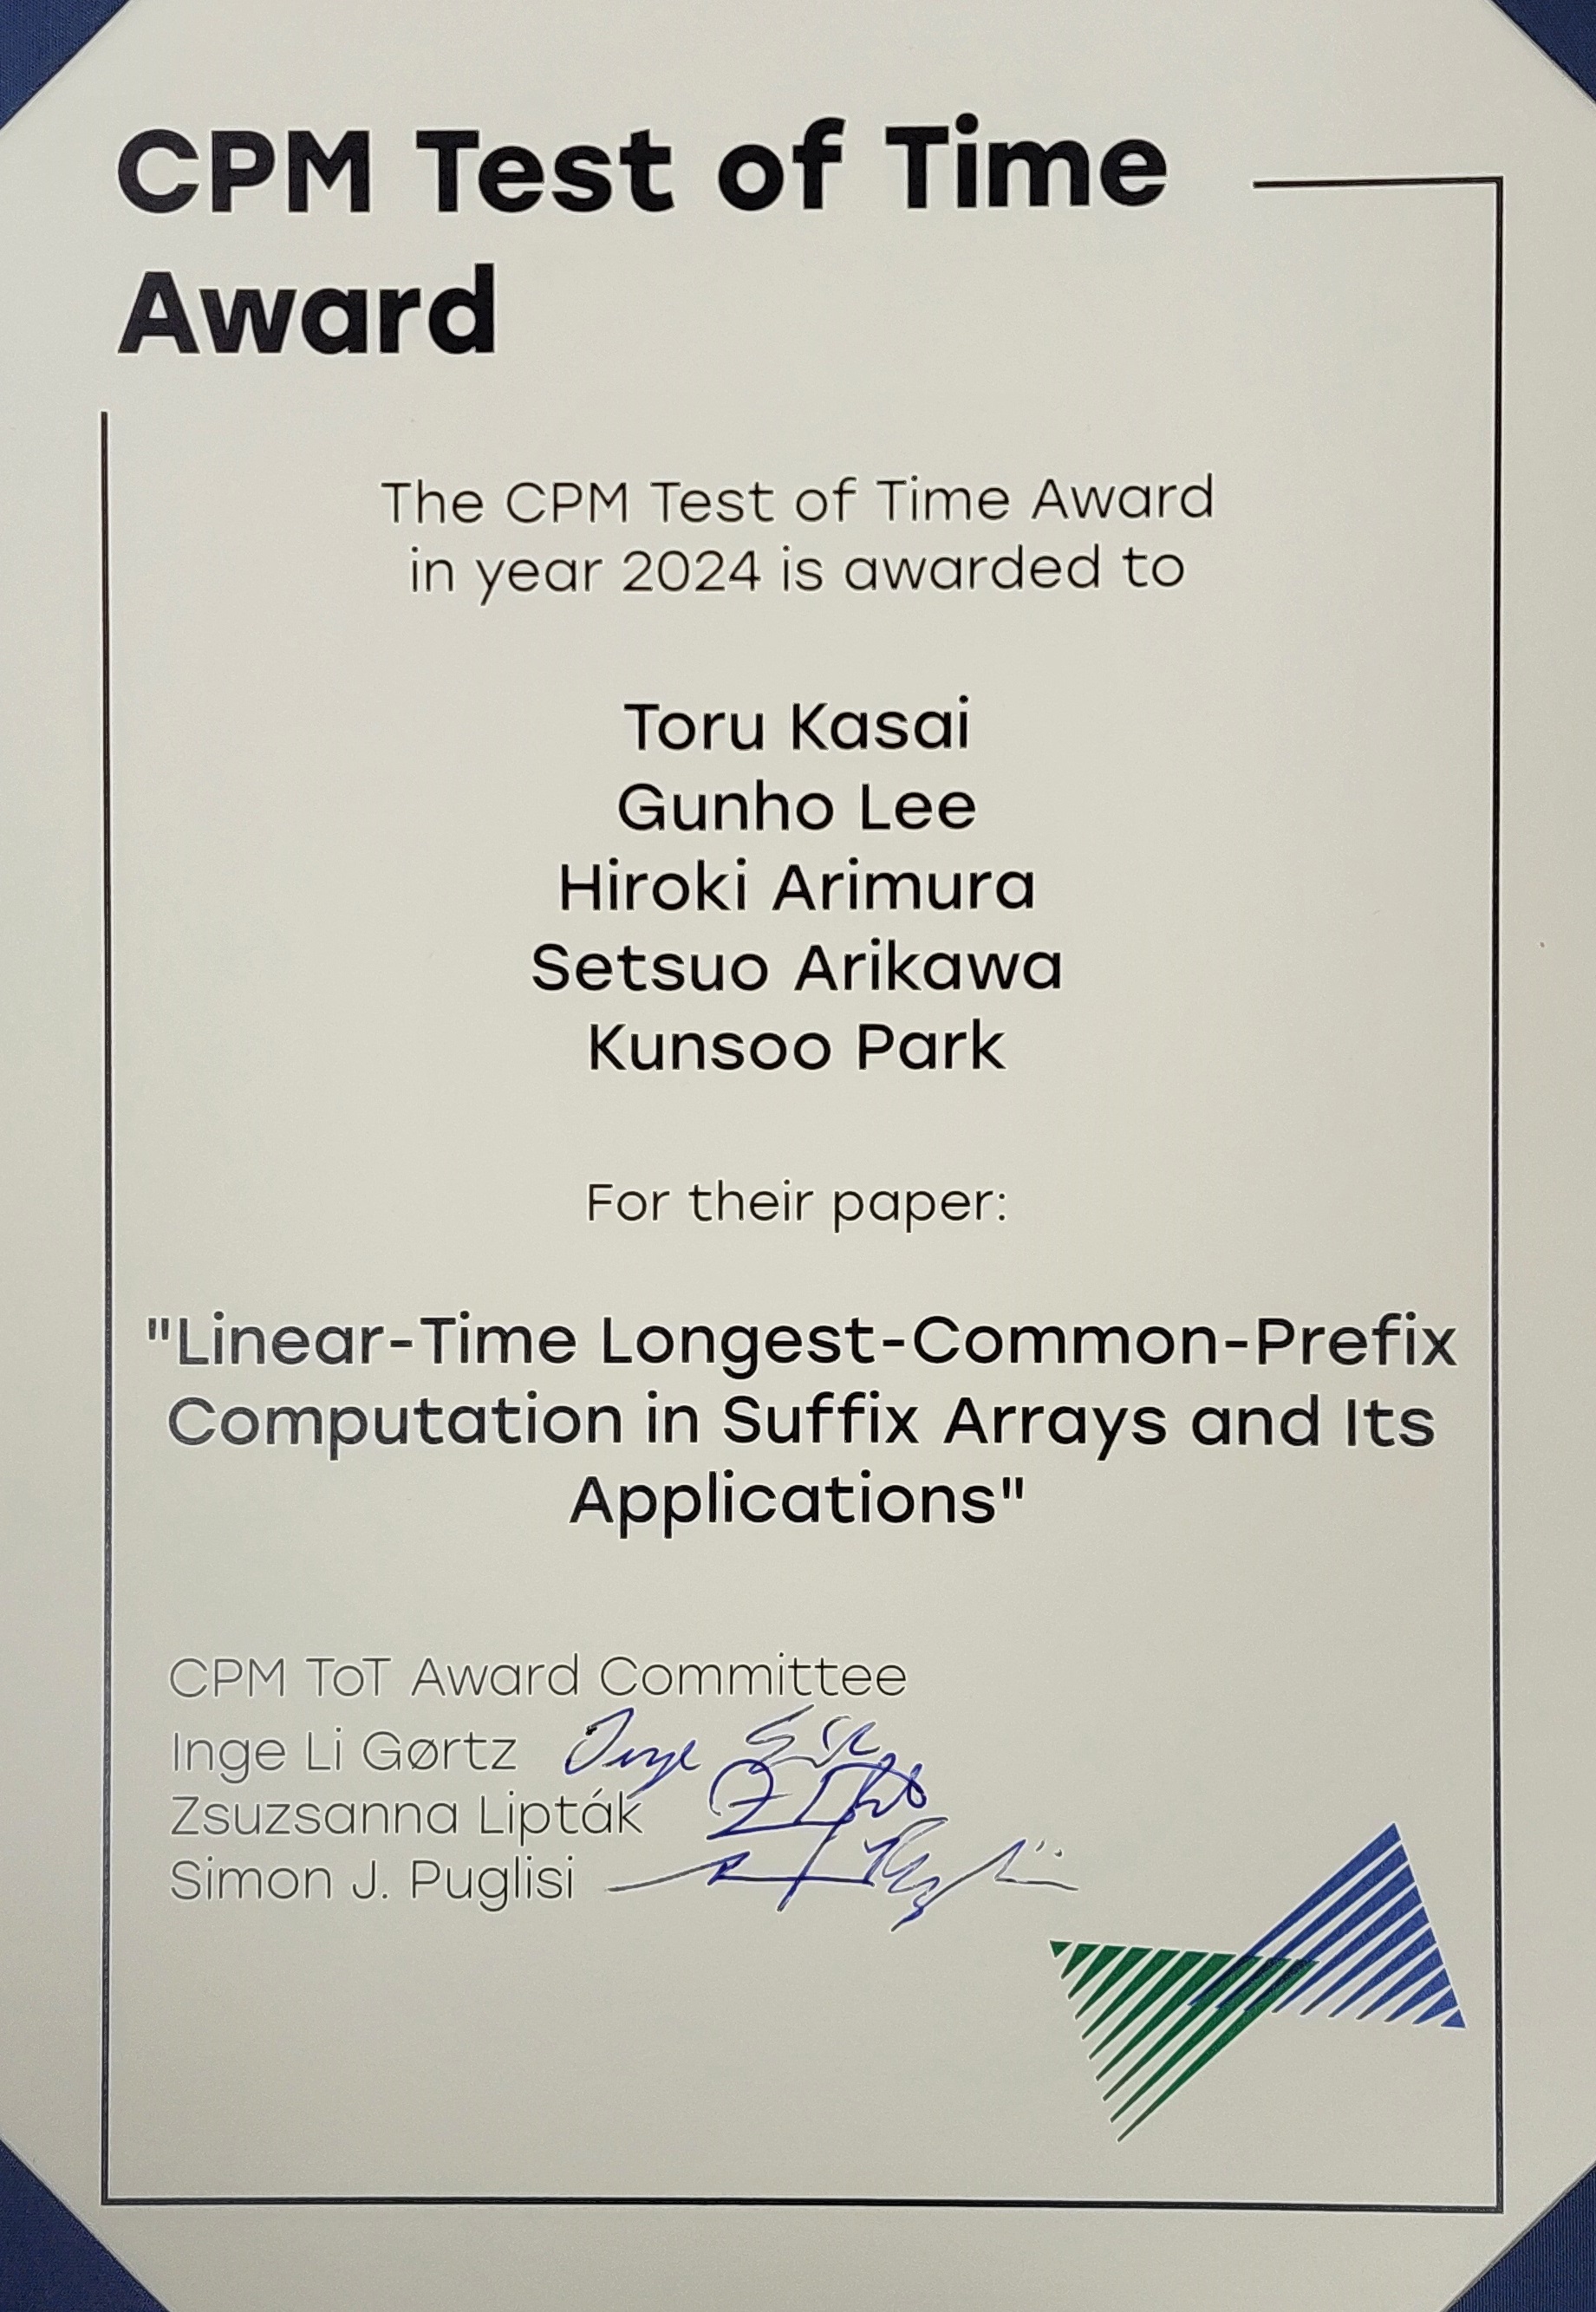 CPM Test of Time
Award
The CPM Test of Time Award
in year 2024 is awarded to
Toru Kasai
Gunho Lee
Hiroki Arimura
Setsuo Arikawa
Kunsoo Park
For their paper:
"Linear-Time Longest-Common-Prefix
Computation in Suffix Arrays and Its
Applications"
CPM ToT Award Committee
Inge Li Gørtz
Zsuzsanna Lipták
Simon J. Puglisi